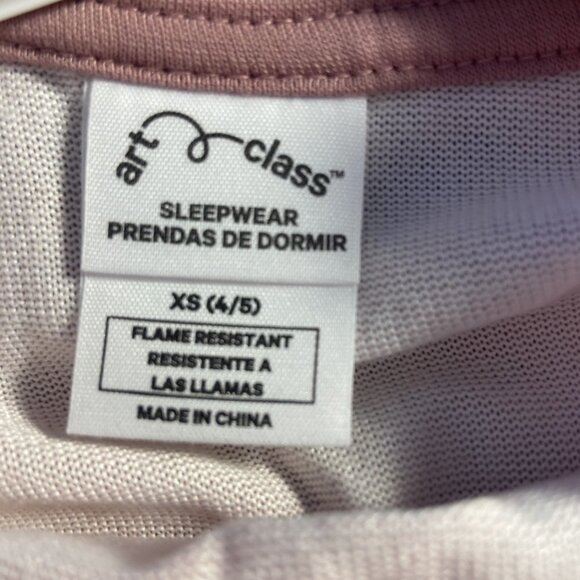 art class™
SLEEPWEAR
PRENDAS DE DORMIR
XS (4/5)
FLAME RESISTANT
RESISTENTE A
LAS LLAMAS
MADE IN CHINA